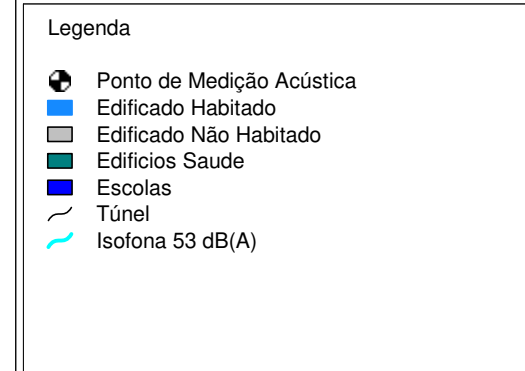 Legenda
Ponto de Medição Acústica
Edificado Habitado
Edificado Não Habitado
Edificios Saude
Escolas
Túnel
Isofona 53 dB(A)